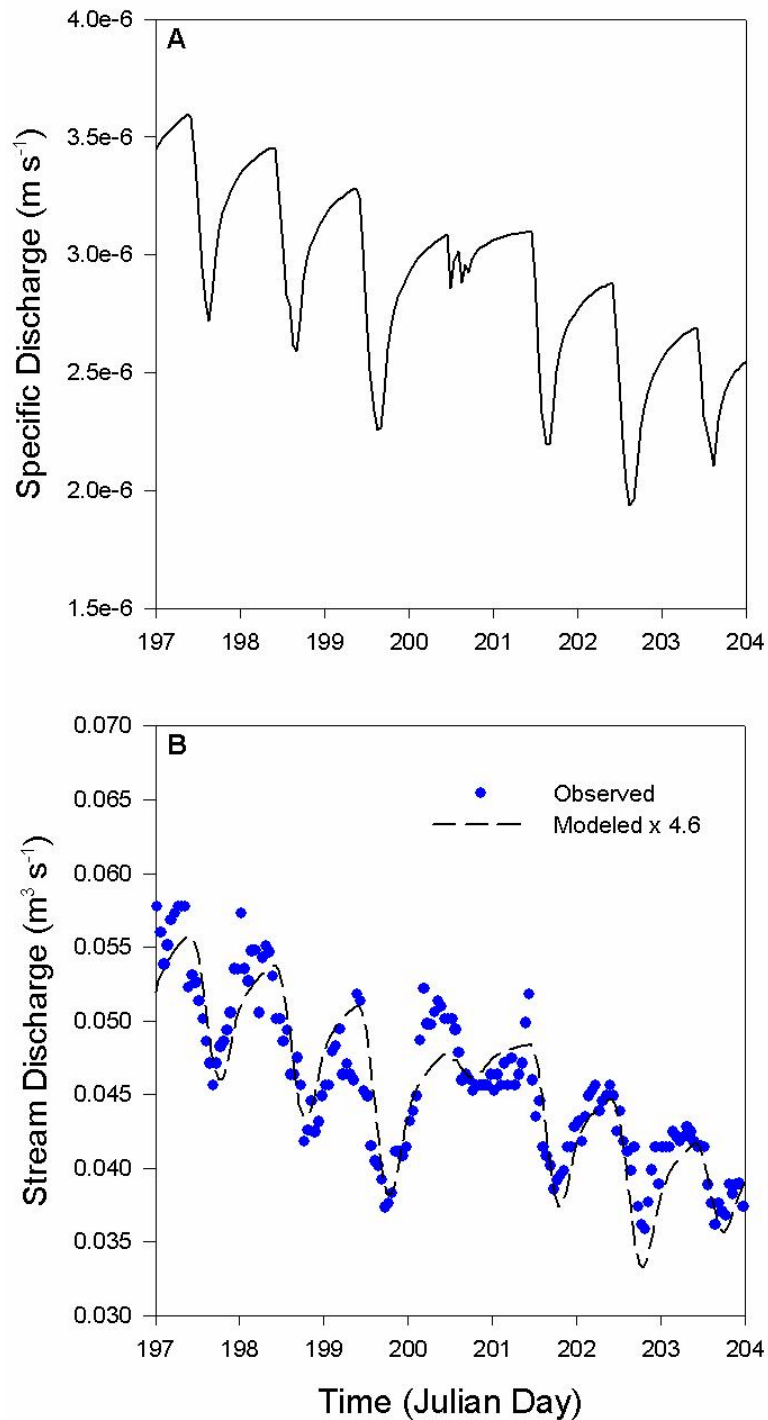 A
Specific Discharge (m s⁻¹)
4.0e-6
3.5e-6
3.0e-6
2.5e-6
2.0e-6
1.5e-6
197 198 199 200 201 202 203 204
B
Observed
Modeled x 4.6
Stream Discharge (m³ s⁻¹)
0.070
0.065
0.060
0.055
0.050
0.045
0.040
0.035
0.030
197 198 199 200 201 202 203 204
Time (Julian Day)